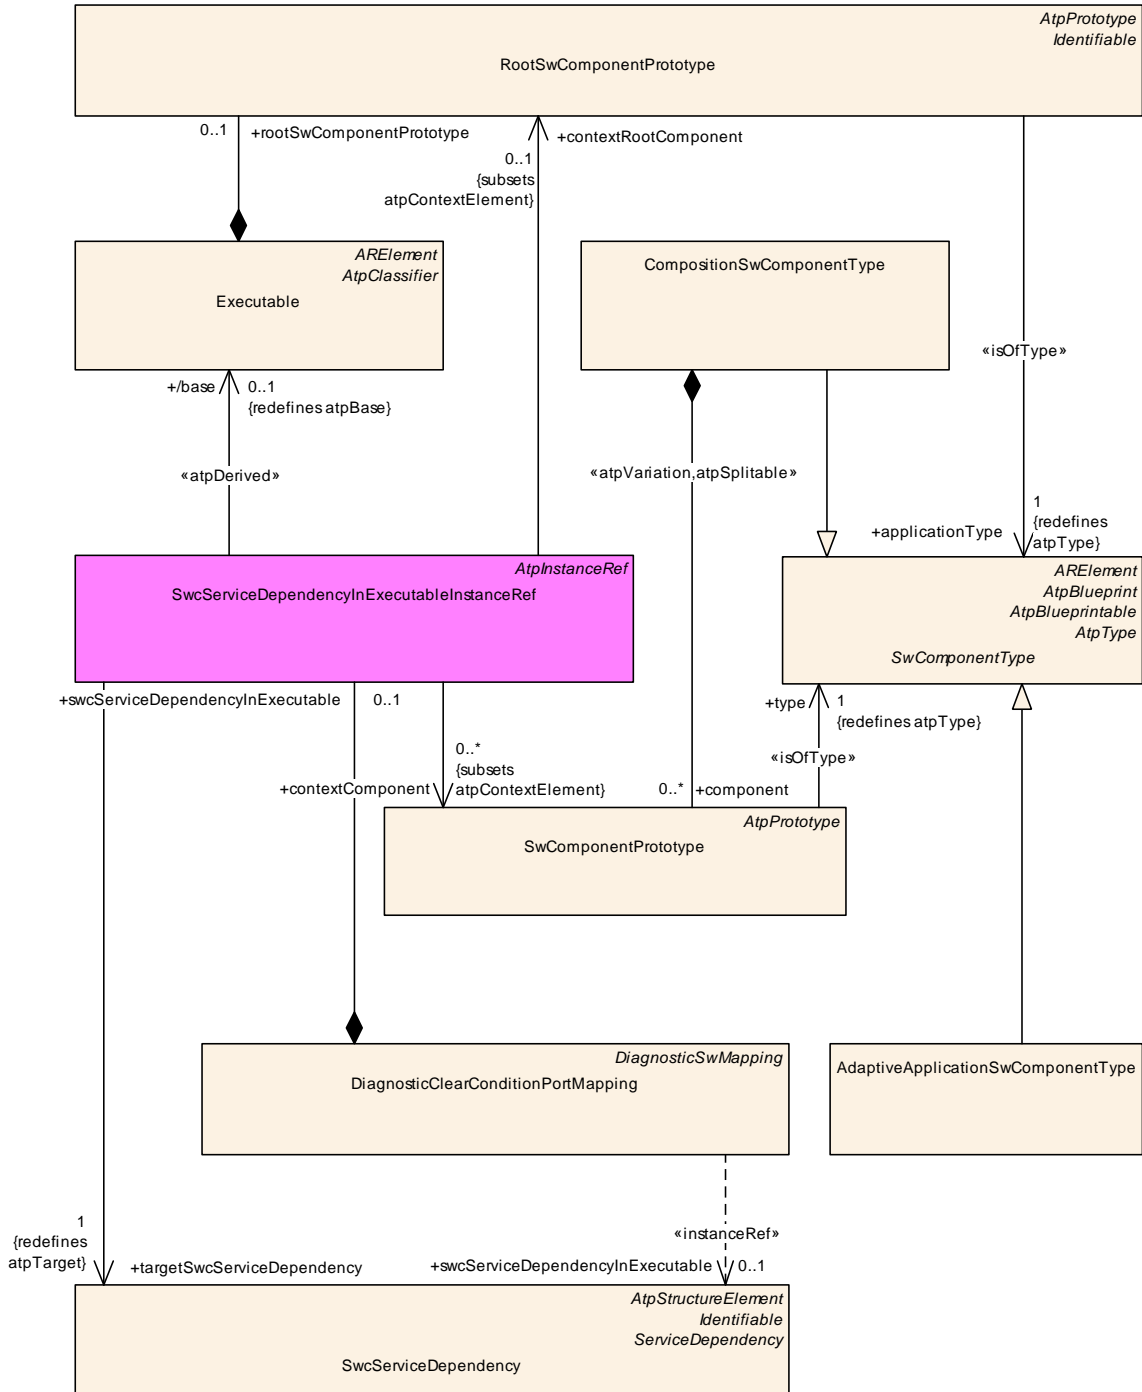 AtpPrototype
Identifiable
RootSwComponentPrototype
0..1
+rootSwComponentPrototype
+contextRootComponent
0..1
{subsets
atpContextElement}
ARElement
AtpClassifier
Executable
CompositionSwComponentType
«isOfType»
+/base
0..1
{redefines atpBase}
«atpDerived»
«atpVariation,atpSplitable»
+applicationType
1
{redefines
atpType}
AtpInstanceRef
SwcServiceDependencyInExecutableInstanceRef
ARElement
AtpBlueprint
AtpBlueprintable
AtpType
SwComponentType
+swcServiceDependencyInExecutable
0..1
+type
1
{redefines atpType}
0..*
{subsets
atpContextElement}
«isOfType»
+contextComponent
0..*
+component
AtpPrototype
SwComponentPrototype
DiagnosticSwMapping
DiagnosticClearConditionPortMapping
AdaptiveApplicationSwComponentType
1
{redefines
atpTarget}
+targetSwcServiceDependency
«instanceRef»
+swcServiceDependencyInExecutable
0..1
AtpStructureElement
Identifiable
ServiceDependency
SwcServiceDependency